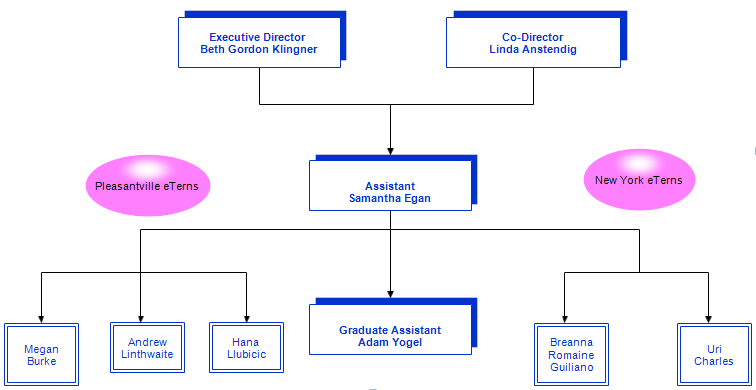 Executive Director
Beth Gordon Klingner
Co-Director
Linda Anstendig
Pleasantville eTerns
Assistant
Samantha Egan
New York eTerns
Megan
Burke
Andrew
Linthwaite
Hana
Llubicic
Graduate Assistant
Adam Yogel
Breanna
Romaine
Guiliano
Uri
Charles